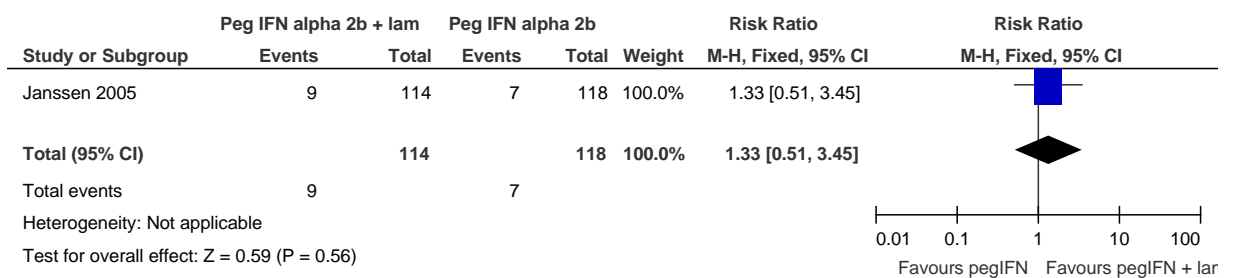 Peg IFN alpha 2b + lam Peg IFN alpha 2b Risk Ratio Risk Ratio
Study or Subgroup Events Total Events Total Weight M-H, Fixed, 95% CI M-H, Fixed, 95% CI
Janssen 2005 9 114 7 118 100.0% 1.33 [0.51, 3.45]
Total (95% CI) 114 118 100.0% 1.33 [0.51, 3.45]
Total events 9 7
Heterogeneity: Not applicable
Test for overall effect: Z = 0.59 (P = 0.56)
0.01 0.1 1 10 100
Favours pegIFN Favours pegIFN + lar